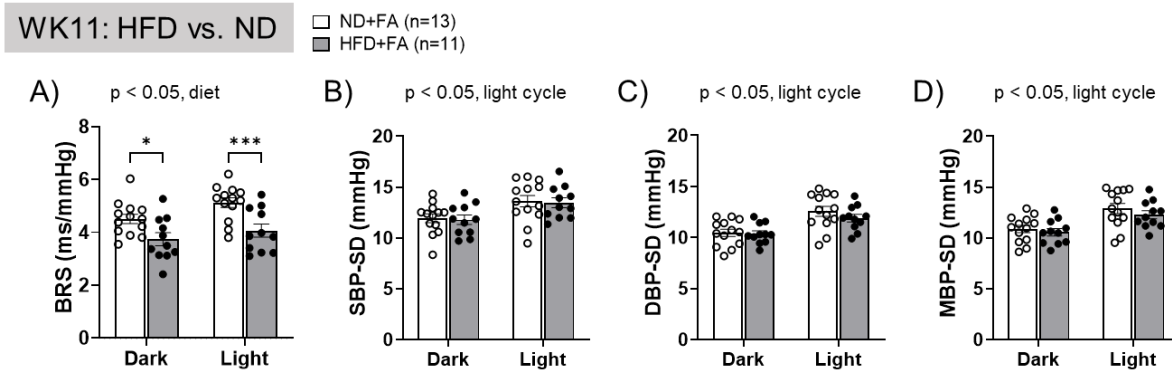 WK11: HFD vs. ND
ND+FA (n=13)
HFD+FA (n=11)
A)
p < 0.05, diet
BRS (ms/mmHg)
8
6
4
2
0
*
***
Dark
Light
B)
p < 0.05, light cycle
SBP-SD (mmHg)
20
15
10
5
0
Dark
Light
C)
p < 0.05, light cycle
DBP-SD (mmHg)
20
15
10
5
0
Dark
Light
D)
p < 0.05, light cycle
MBP-SD (mmHg)
20
15
10
5
0
Dark
Light